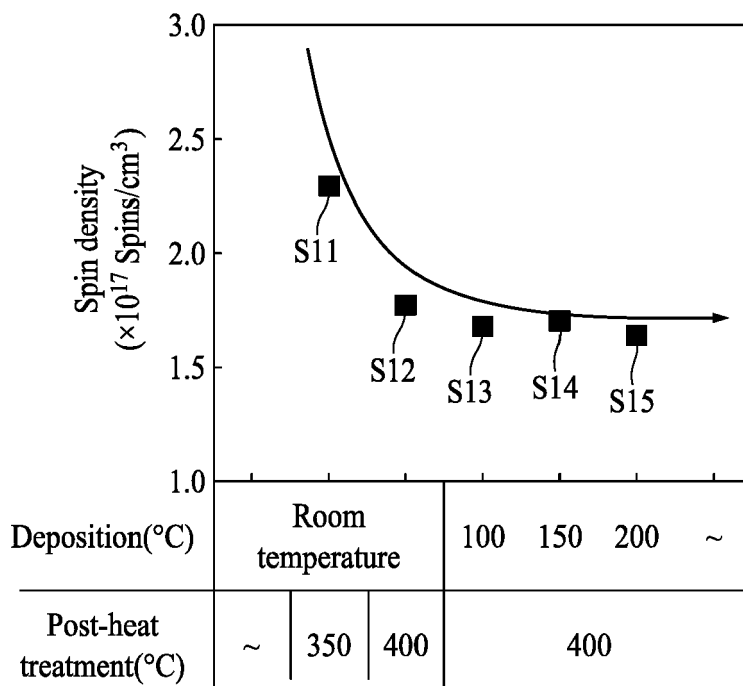 3.0
2.5
2.0
1.5
1.0
Spin density
(×10¹⁷ Spins/cm³)
S11
S12
S13
S14
S15
Deposition(°C)
Room
temperature
100 150 200 ~
Post-heat
treatment(°C)
~ 350 400 400